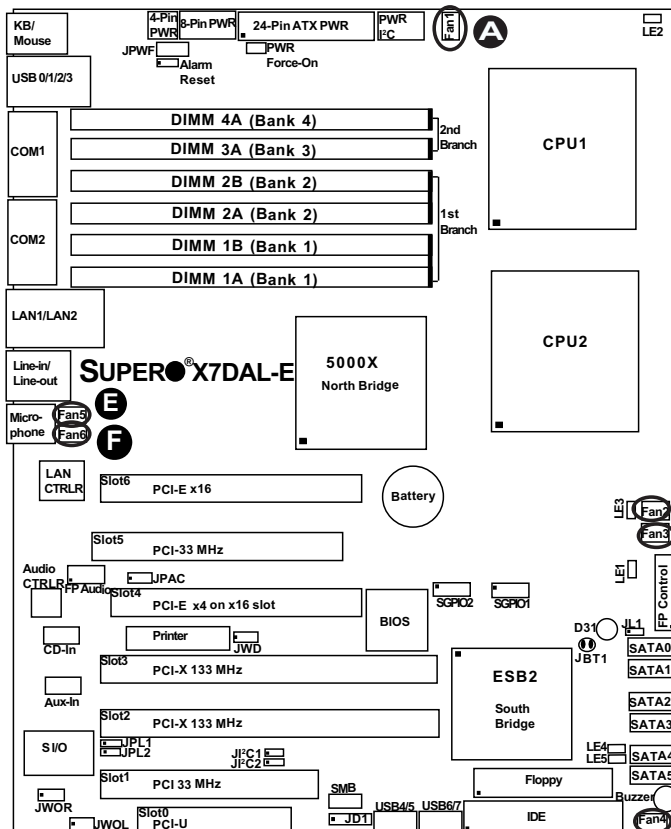 KB/
Mouse
4-Pin
PWR
8-Pin PWR
24-Pin ATX PWR
PWR
I²C
Fan1
A
LE2
JPWF
Alarm
Reset
PWR
Force-On
USB 0/1/2/3
DIMM 4A (Bank 4)
DIMM 3A (Bank 3)
2nd
Branch
DIMM 2B (Bank 2)
DIMM 2A (Bank 2)
DIMM 1B (Bank 1)
DIMM 1A (Bank 1)
1st
Branch
CPU1
COM1
COM2
LAN1/LAN2
CPU2
5000X
North Bridge
SUPER®X7DAL-E
Line-in/
Line-out
Micro-
phone
Fan5
E
Fan6
F
LAN
CTRLR
Slot6
PCI-E x16
Battery
LE3
Fan2
Fan3
Slot5
PCI-33 MHz
Audio
CTRLR
FP Audio
JPAC
LE1
FP Control
Slot4
PCI-E x4 on x16 slot
BIOS
SGPIO2
SGPIO1
CD-In
Printer
JWD
D31
JL1
JBT1
SATA0
SATA1
Slot3
PCI-X 133 MHz
ESB2
South
Bridge
Aux-In
SATA2
SATA3
Slot2
PCI-X 133 MHz
S I/O
JPL1
JPL2
JI²C1
JI²C2
LE4
LE5
SATA4
SATA5
Slot1
PCI 33 MHz
SMB
Floppy
Buzzer
JWOR
JWOL
Slot0
PCI-U
JD1
USB4/5
USB6/7
IDE
Fan4